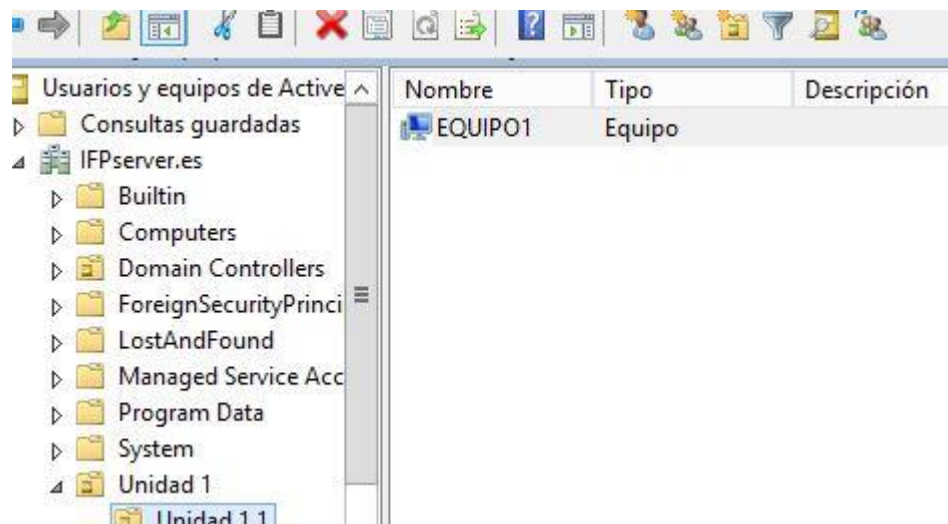 Usuarios y equipos de Active
Consultas guardadas
IFPserver.es
Builtin
Computers
Domain Controllers
ForeignSecurityPrinci
LostAndFound
Managed Service Acc
Program Data
System
Unidad 1
Unidad 1.1
Nombre Tipo Descripción
EQUIPO1 Equipo